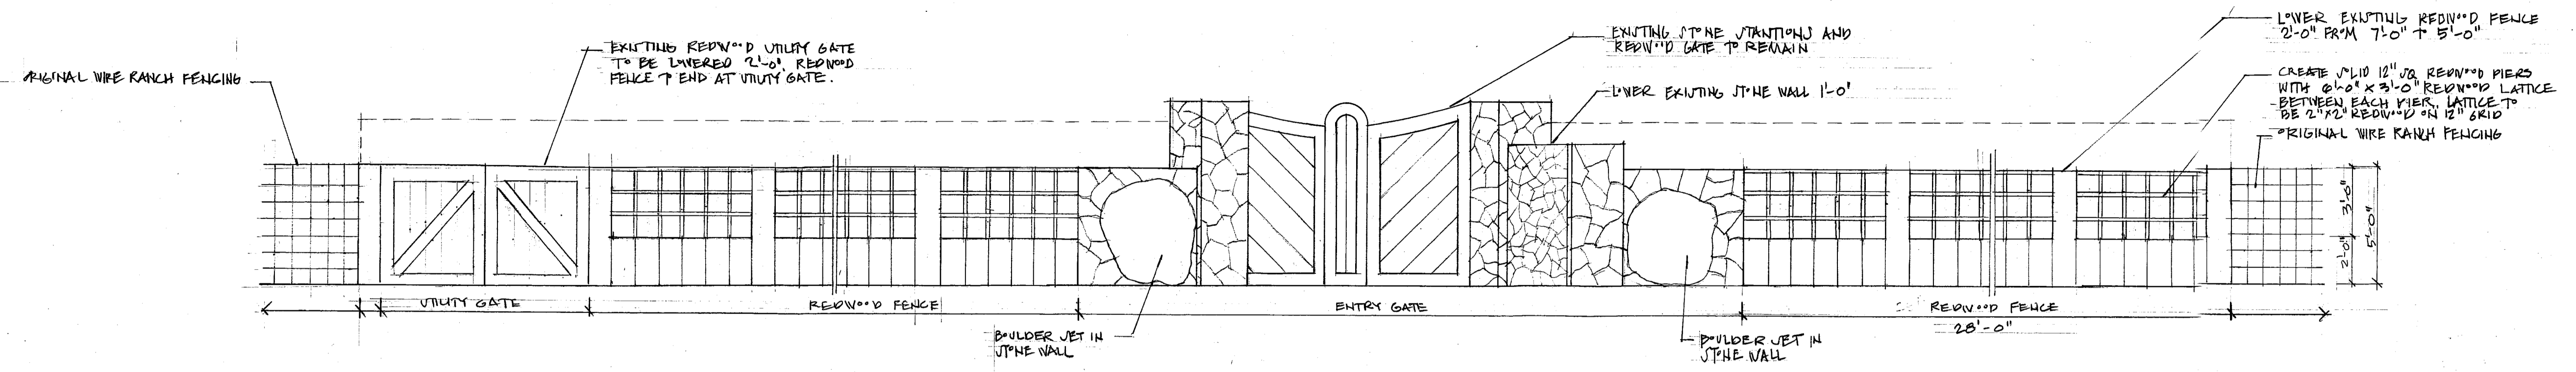 ORIGINAL WIRE RANCH FENCING
EXISTING REDWOOD UTILITY GATE
TO BE LOWERED 2'-0". REDWOOD
FENCE TO END AT UTILITY GATE.
EXISTING STONE STANTIONS AND
REDWOOD GATE TO REMAIN
LOWER EXISTING STONE WALL 1'-0"
LOWER EXISTING REDWOOD FENCE
2'-0" FROM 7'-0" TO 5'-0"
CREATE SOLID 12" SQ REDWOOD PIERS
WITH 6'-0" X 3'-0" REDWOOD LATTICE
BETWEEN EACH PIER. LATTICE TO
BE 2"X2" REDWOOD ON 12" GRID
ORIGINAL WIRE RANCH FENCING
3'-0"
2'-0"
5'-0"
UTILITY GATE
REDWOOD FENCE
ENTRY GATE
REDWOOD FENCE
28'-0"
BOULDER SET IN
STONE WALL
BOULDER SET IN
STONE WALL